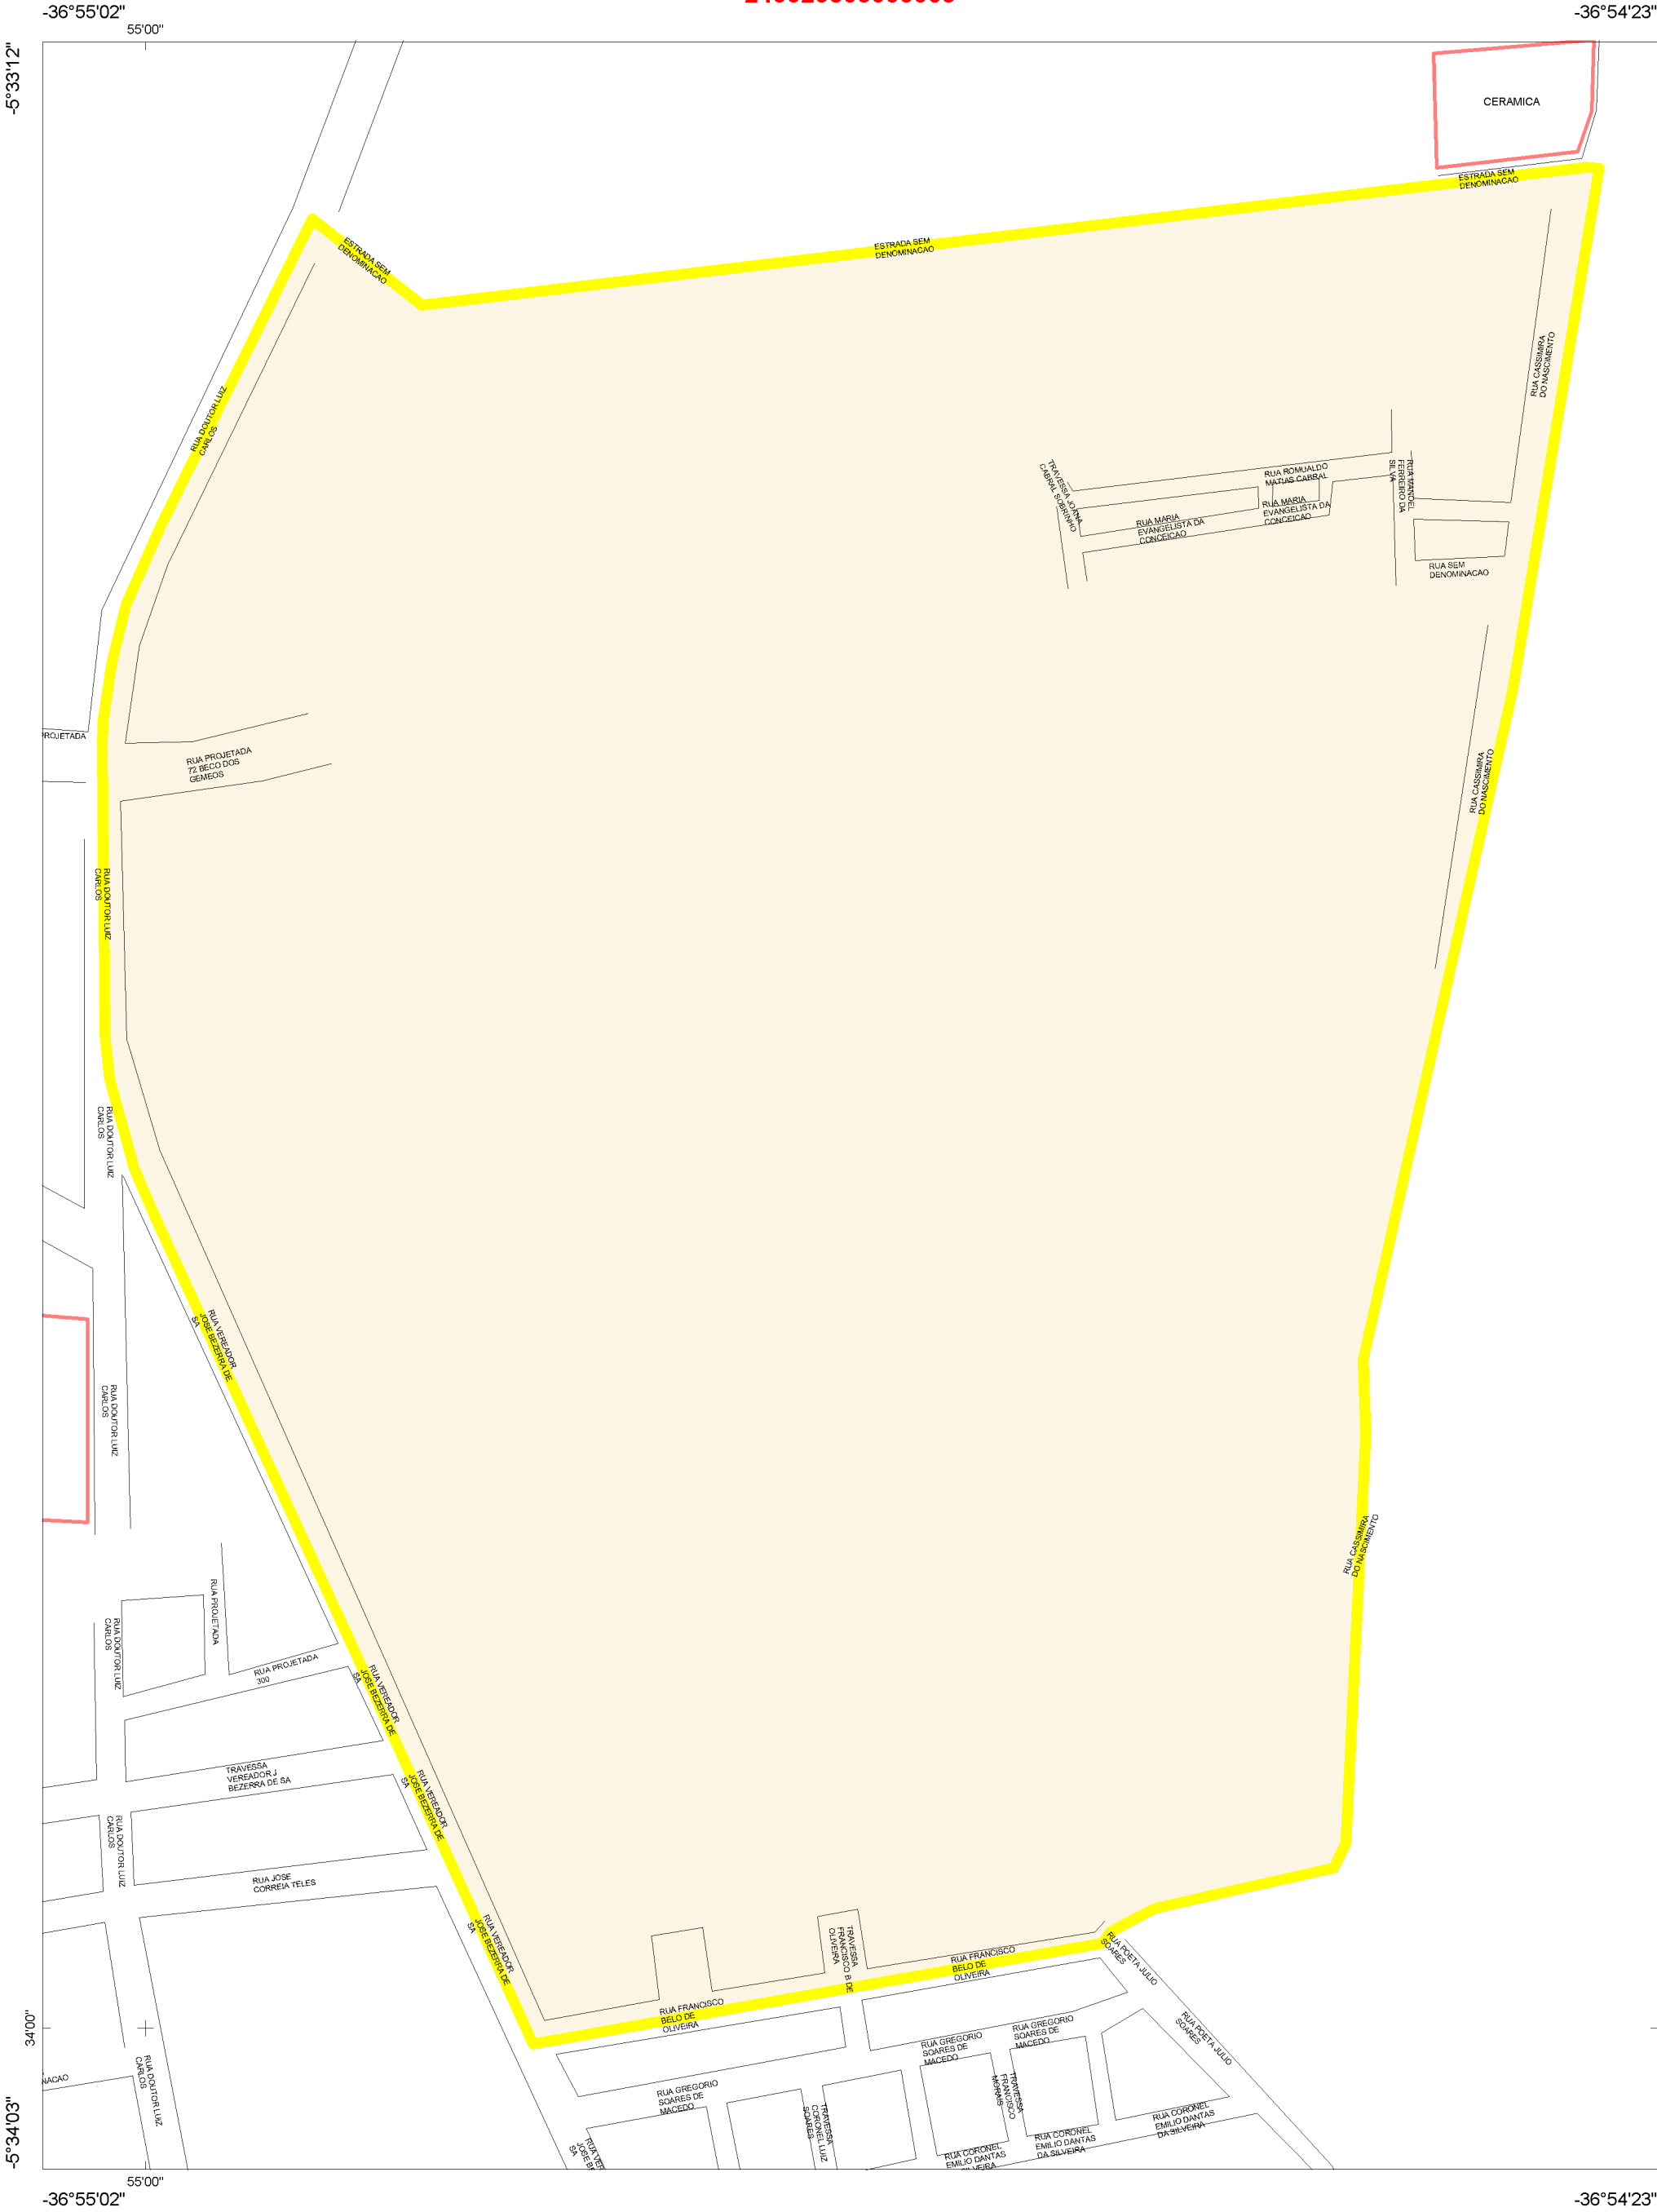 -36°55'02"
-36°54'23"
55'00"
-5°33'12"
CERAMICA
ESTRADA SEM
DENOMINACAO
ESTRADA SEM
DENOMINACAO
ESTRADA SEM
DENOMINACAO
RUA CASSIMIRA
DO NASCIMENTO
RUA DOUTOR LUIZ
CARLOS
TRAVESSA JOANA
CABRAL SOBRINHO
RUA ROMUALDO
MATIAS CABRAL
RUA MANOEL
FERREIRO DA
SILVA
RUA MARIA
EVANGELISTA DA
CONCEICAO
RUA MARIA
EVANGELISTA DA
CONCEICAO
RUA SEM
DENOMINACAO
PROJETADA
RUA PROJETADA
72 BECO DOS
GEMEOS
RUA CASSIMIRA
DO NASCIMENTO
RUA DOUTOR LUIZ
CARLOS
RUA DOUTOR LUIZ
CARLOS
RUA VEREADOR
JOSE BEZERRA DE
SA
RUA DOUTOR LUIZ
CARLOS
RUA CASSIMIRA
DO NASCIMENTO
RUA PROJETADA
RUA DOUTOR LUIZ
CARLOS
RUA PROJETADA
300
RUA VEREADOR
JOSE BEZERRA DE
SA
TRAVESSA
VEREADOR J
BEZERRA DE SA
RUA VEREADOR
JOSE BEZERRA DE
SA
RUA DOUTOR LUIZ
CARLOS
RUA JOSE
CORREIA TELES
RUA VEREADOR
JOSE BEZERRA DE
SA
TRAVESSA
FRANCISCO B DE
OLIVEIRA
RUA FRANCISCO
BELO DE
OLIVEIRA
RUA POETA JULIO
SOARES
RUA FRANCISCO
BELO DE
OLIVEIRA
34'00"
RUA POETA JULIO
SOARES
RUA GREGORIO
SOARES DE
MACEDO
RUA GREGORIO
SOARES DE
MACEDO
RUA DOUTOR LUIZ
CARLOS
NACAO
RUA GREGORIO
SOARES DE
MACEDO
TRAVESSA
FRANCISCO
MORAIS
TRAVESSA
CORONEL LUIZ
SOARES
RUA CORONEL
EMILIO DANTAS
DA SILVEIRA
RUA CORONEL
EMILIO DANTAS
DA SILVEIRA
RUA CORONEL
EMILIO DANTAS
RUA VER
JOSE BE
SA
-5°34'03"
55'00"
-36°55'02"
-36°54'23"